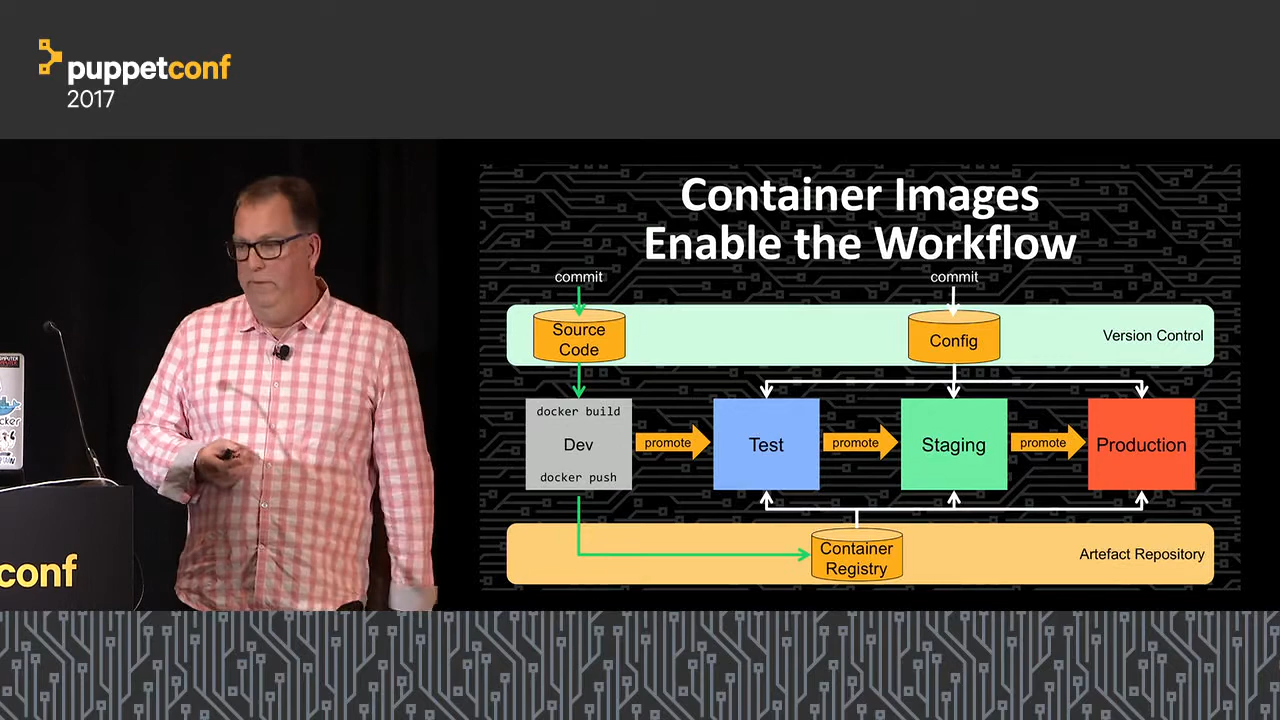 puppetconf
2017
Container Images
Enable the Workflow
commit
commit
Source
Code
Config
Version Control
docker build
Dev
docker push
promote
Test
promote
Staging
promote
Production
Container
Registry
Artefact Repository
conf